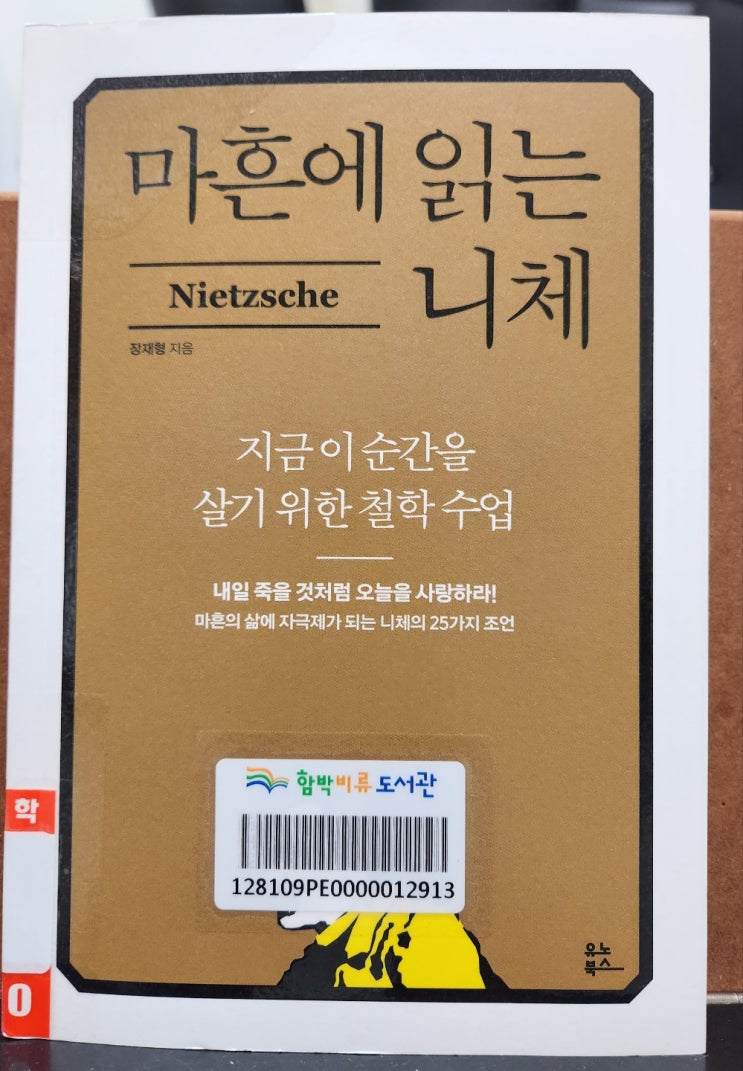 마흔에 읽는
니체
Nietzsche
장재형 지음
지금 이 순간을
살기 위한 철학 수업
내일 죽을 것처럼 오늘을 사랑하라!
마흔의 삶에 자극제가 되는 니체의 25가지 조언
함박비류도서관
128109PE0000012913
학
0
유노
북스